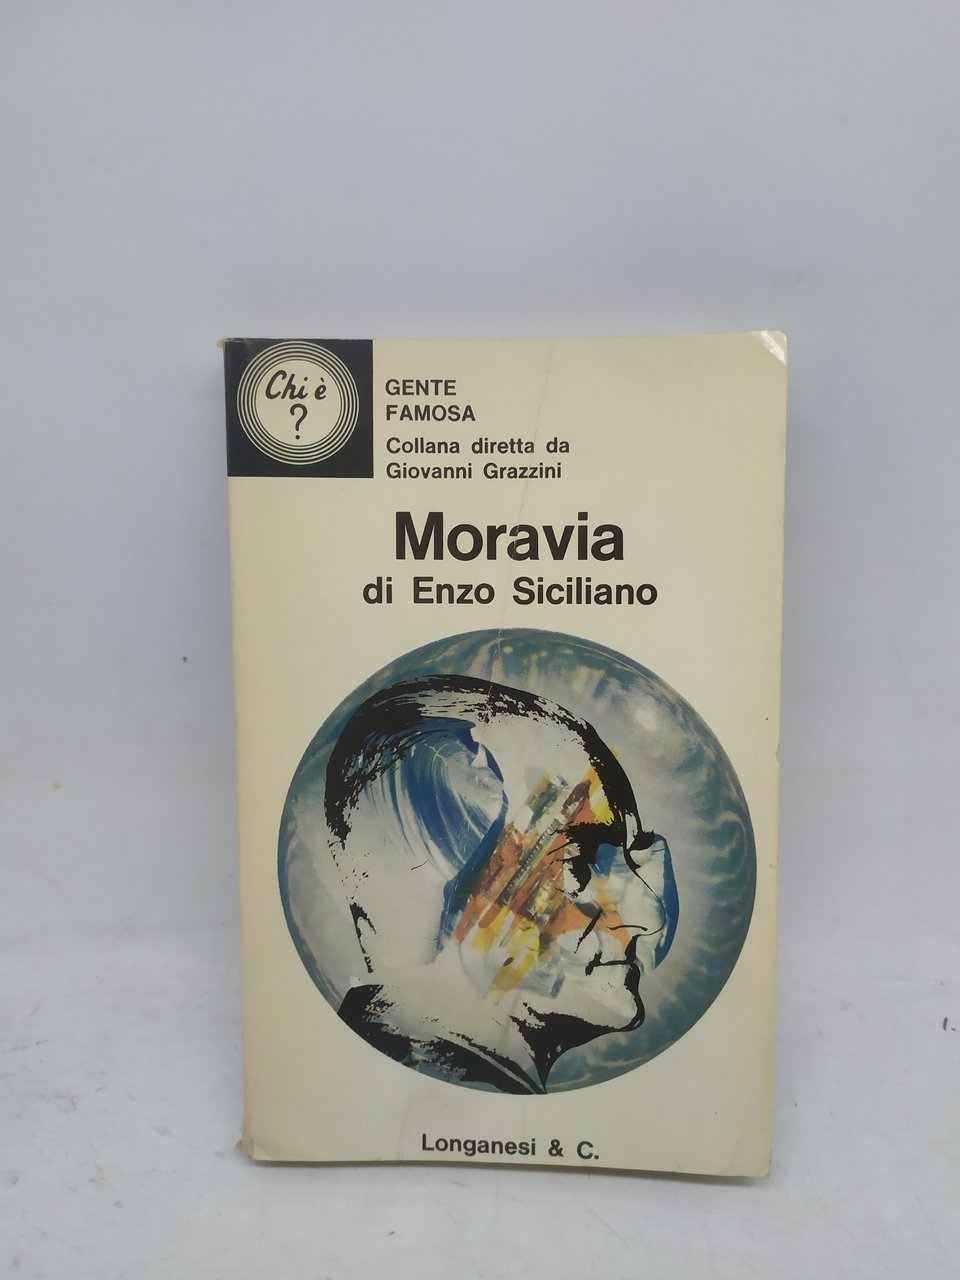 Chi è
?
GENTE
FAMOSA
Collana diretta da
Giovanni Grazzini
Moravia
di Enzo Siciliano
Longanesi & C.